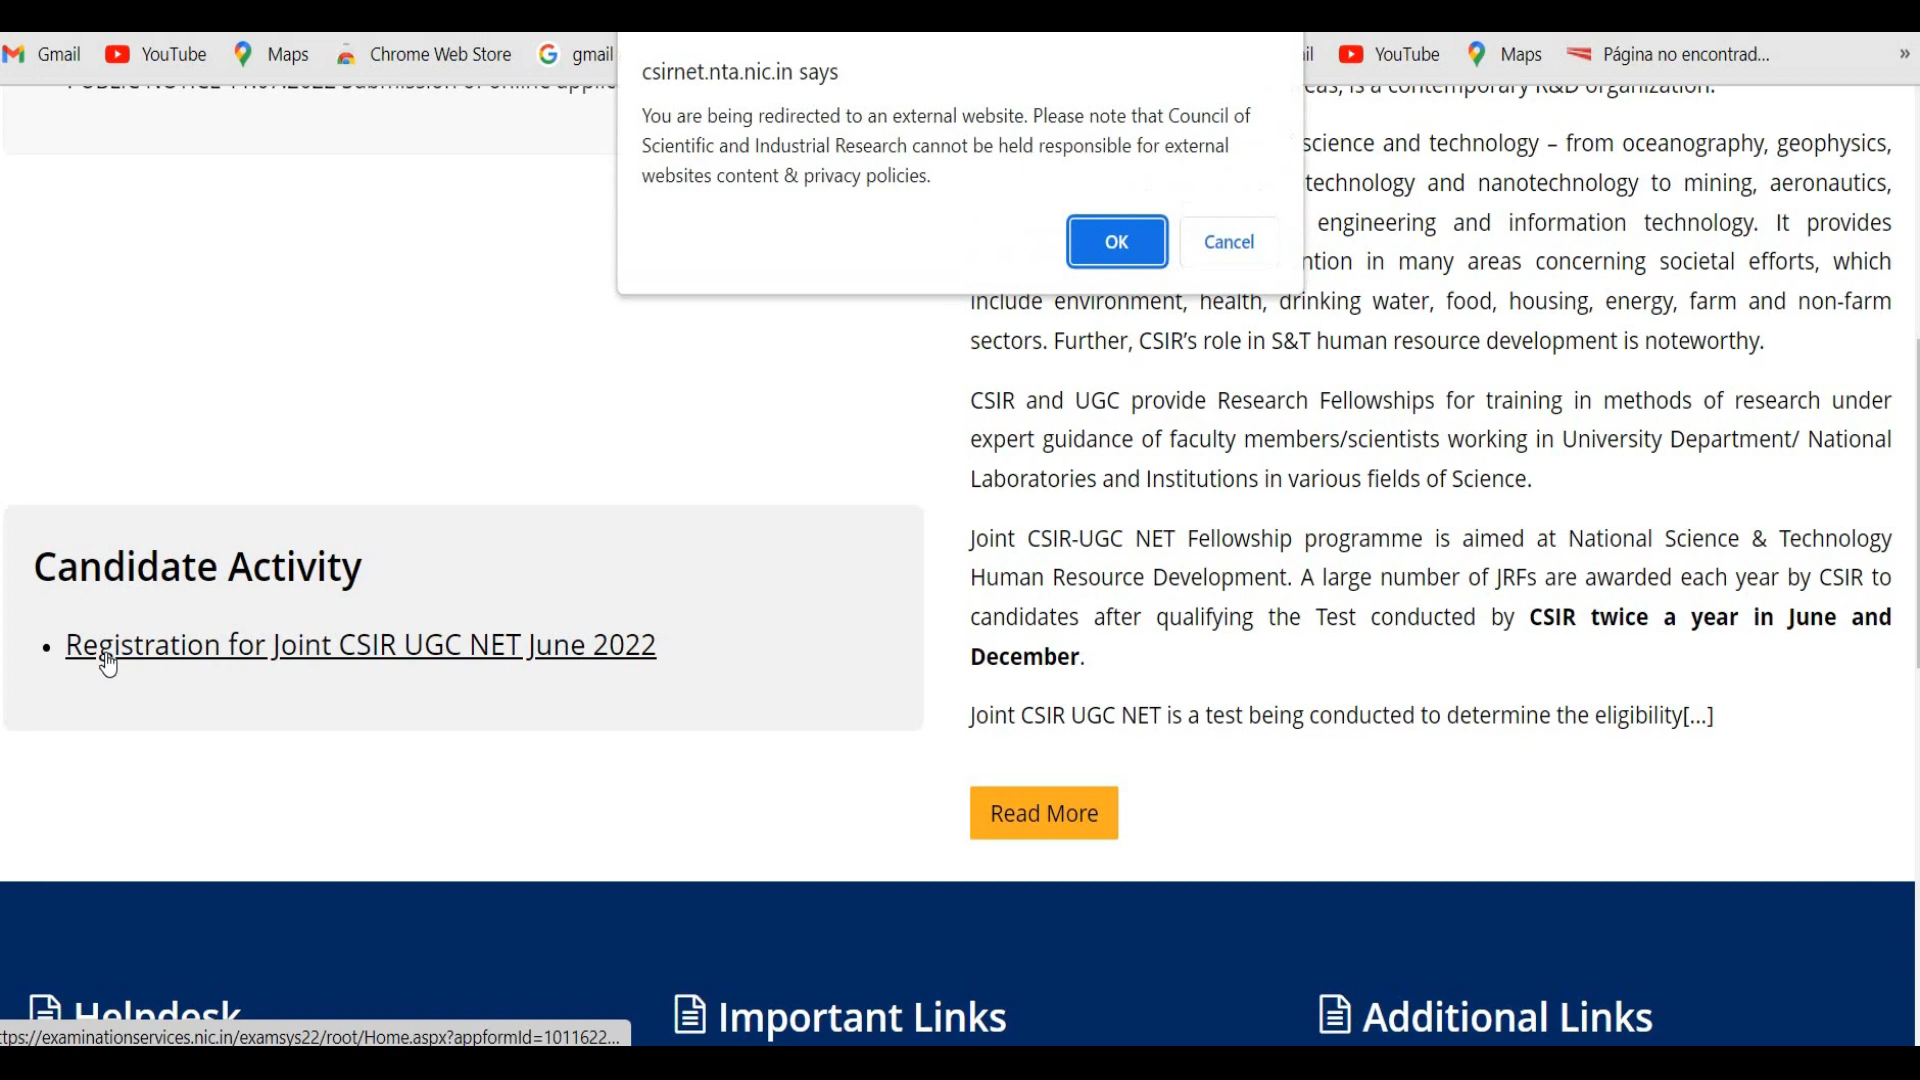 Gmail YouTube Maps Chrome Web Store gmail YouTube Maps Página no encontrad... »
csirnet.nta.nic.in says
You are being redirected to an external website. Please note that Council of
Scientific and Industrial Research cannot be held responsible for external
websites content & privacy policies.
OK Cancel
Candidate Activity
• Registration for Joint CSIR UGC NET June 2022
R&D organization.
science and technology – from oceanography, geophysics,
technology and nanotechnology to mining, aeronautics,
engineering and information technology. It provides
in many areas concerning societal efforts, which
include environment, health, drinking water, food, housing, energy, farm and non-farm
sectors. Further, CSIR’s role in S&T human resource development is noteworthy.
CSIR and UGC provide Research Fellowships for training in methods of research under
expert guidance of faculty members/scientists working in University Department/ National
Laboratories and Institutions in various fields of Science.
Joint CSIR-UGC NET Fellowship programme is aimed at National Science & Technology
Human Resource Development. A large number of JRFs are awarded each year by CSIR to
candidates after qualifying the Test conducted by CSIR twice a year in June and
December.
Joint CSIR UGC NET is a test being conducted to determine the eligibility[...]
Read More
Helpdesk Important Links Additional Links
ttps://examinationservices.nic.in/examsys22/root/Home.aspx?appformId=1011622...